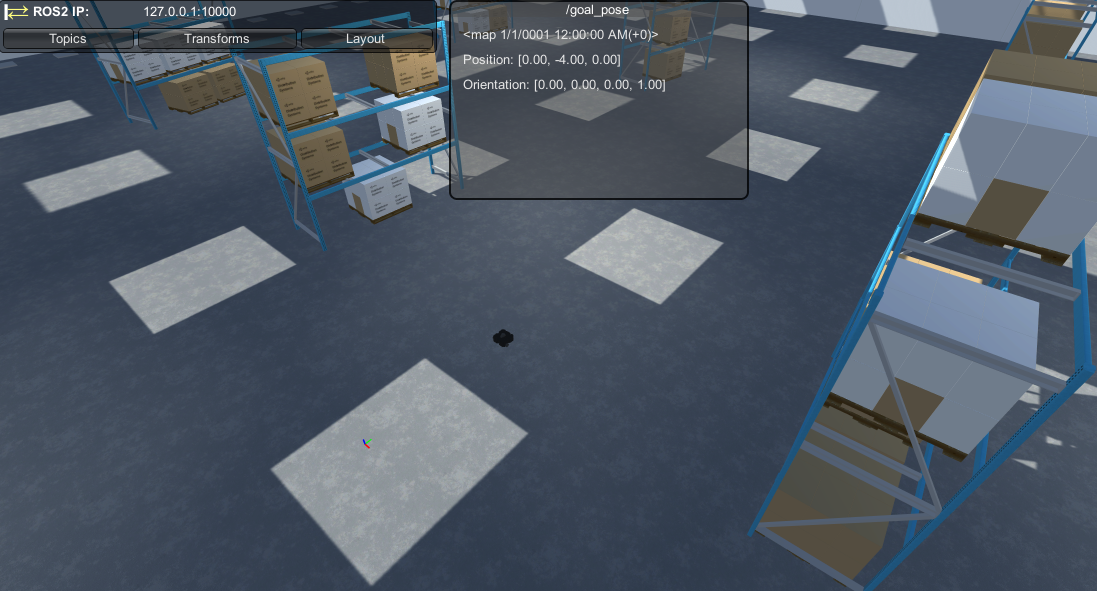 ROS2 IP: 127.0.0.1:10000
Topics Transforms Layout
/goal_pose
<map 1/1/0001 12:00:00 AM(+0)>
Position: [0.00, -4.00, 0.00]
Orientation: [0.00, 0.00, 0.00, 1.00]